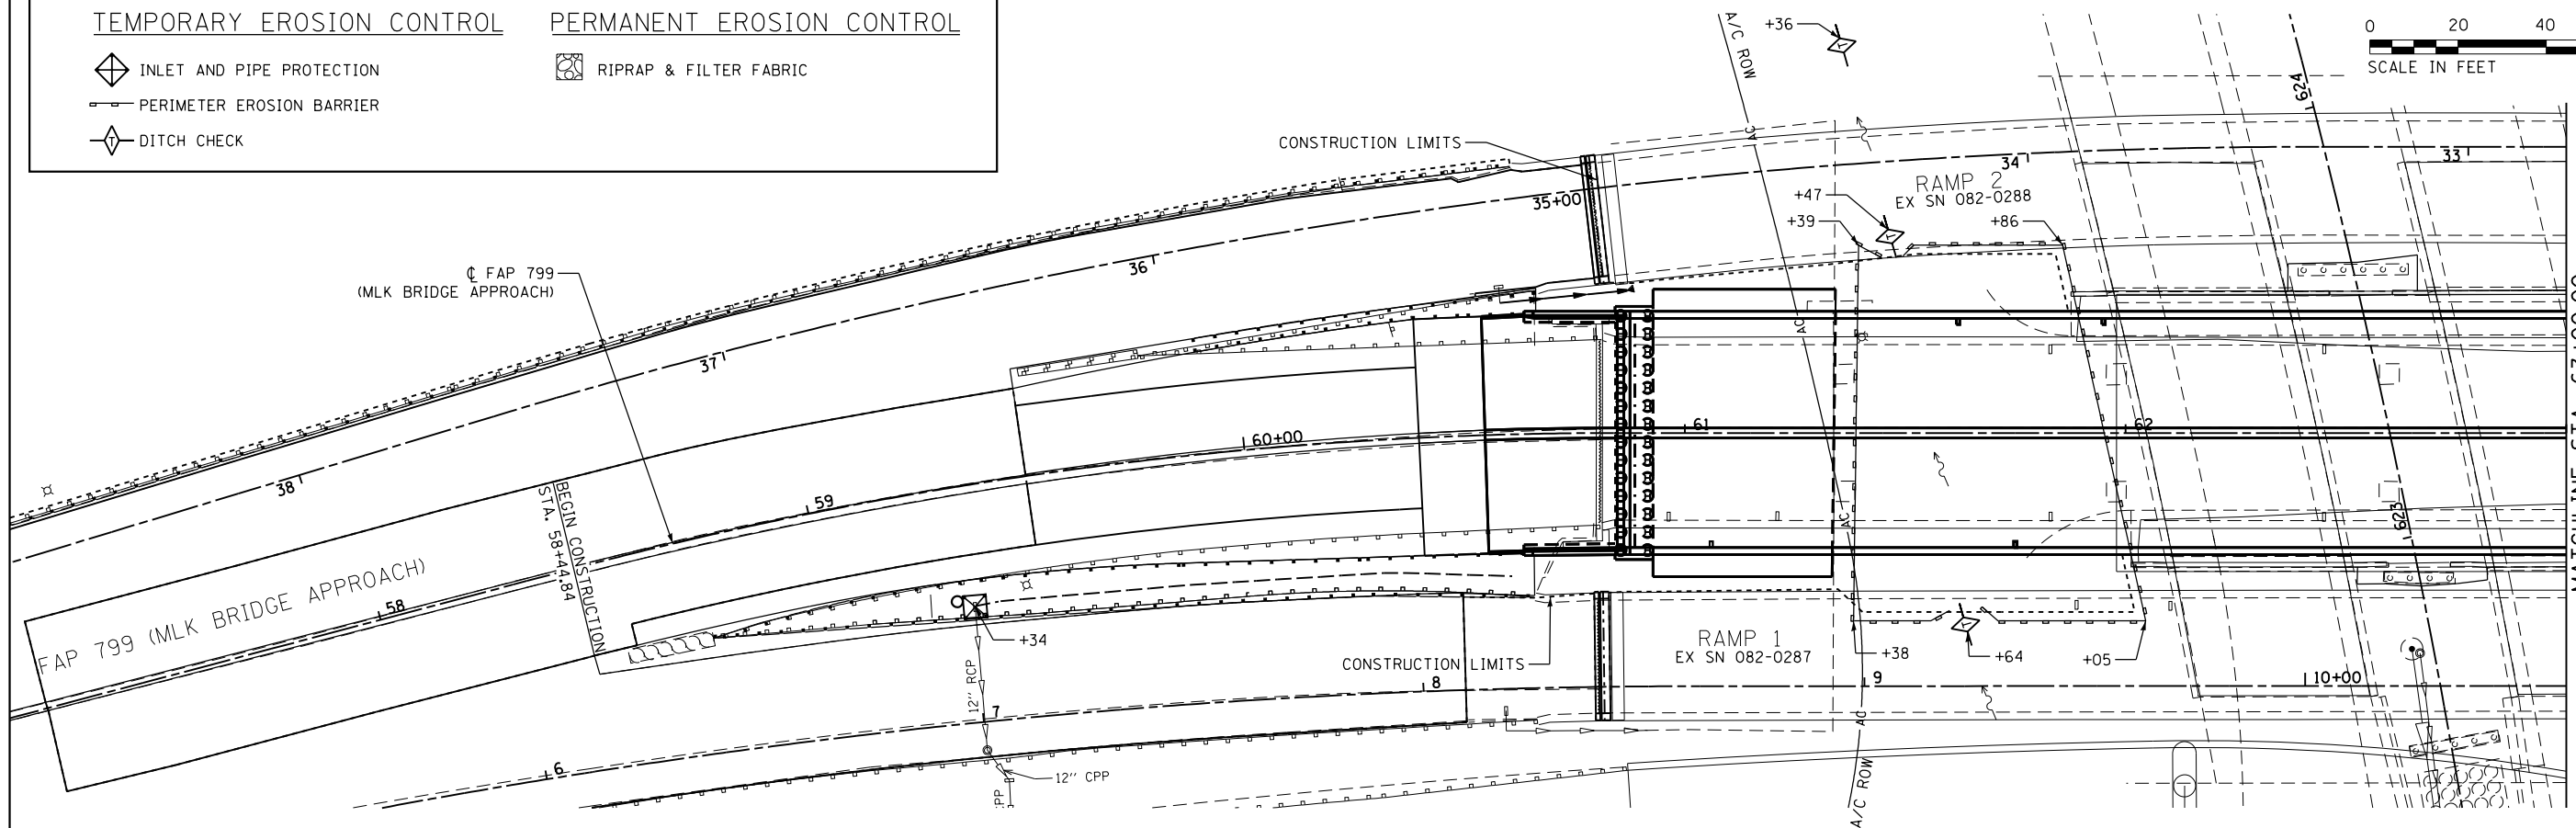 TEMPORARY EROSION CONTROL
PERMANENT EROSION CONTROL
INLET AND PIPE PROTECTION
RIPRAP & FILTER FABRIC
PERIMETER EROSION BARRIER
T
DITCH CHECK
0 20 40
SCALE IN FEET
+36
T
A/C ROW
AC
624
CONSTRUCTION LIMITS
34
33
RAMP 2
EX SN 082-0288
35+00
+47
+39
T
+86
36
℄ FAP 799
(MLK BRIDGE APPROACH)
37
AC
38
60+00
61
62
59
BEGIN CONSTRUCTION
STA. 58+44.84
AC
623
FAP 799 (MLK BRIDGE APPROACH)
58
+34
CONSTRUCTION LIMITS
RAMP 1
EX SN 082-0287
+38
T
+64
+05
12" RCP
8
9
10+00
7
AC
6
12" CPP
CPP
A/C ROW